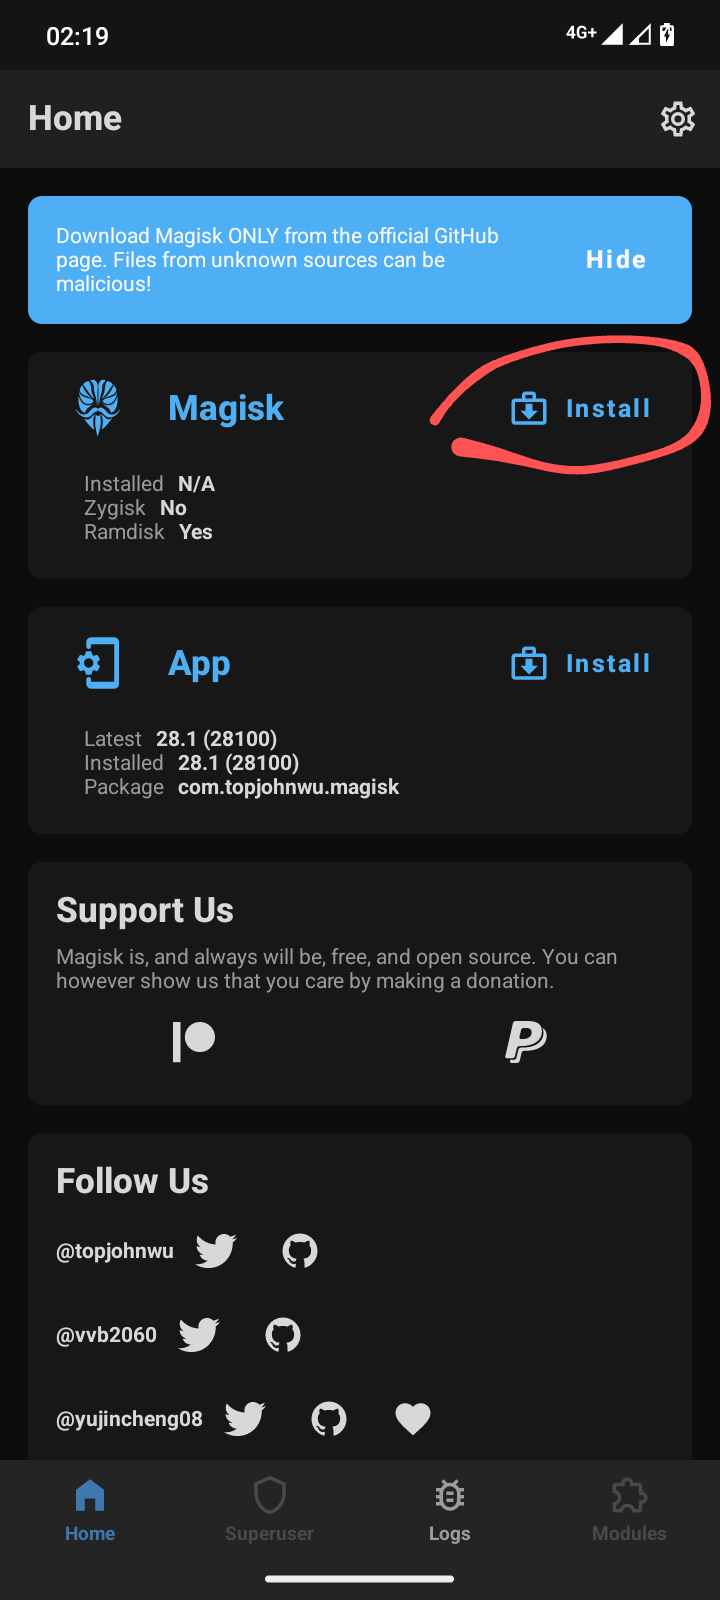 02:19
4G+
Home
Download Magisk ONLY from the official GitHub
page. Files from unknown sources can be
malicious!
Hide
Magisk
Install
Installed N/A
Zygisk No
Ramdisk Yes
App
Install
Latest 28.1 (28100)
Installed 28.1 (28100)
Package com.topjohnwu.magisk
Support Us
Magisk is, and always will be, free, and open source. You can
however show us that you care by making a donation.
Follow Us
@topjohnwu
@vvb2060
@yujincheng08
Home
Superuser
Logs
Modules